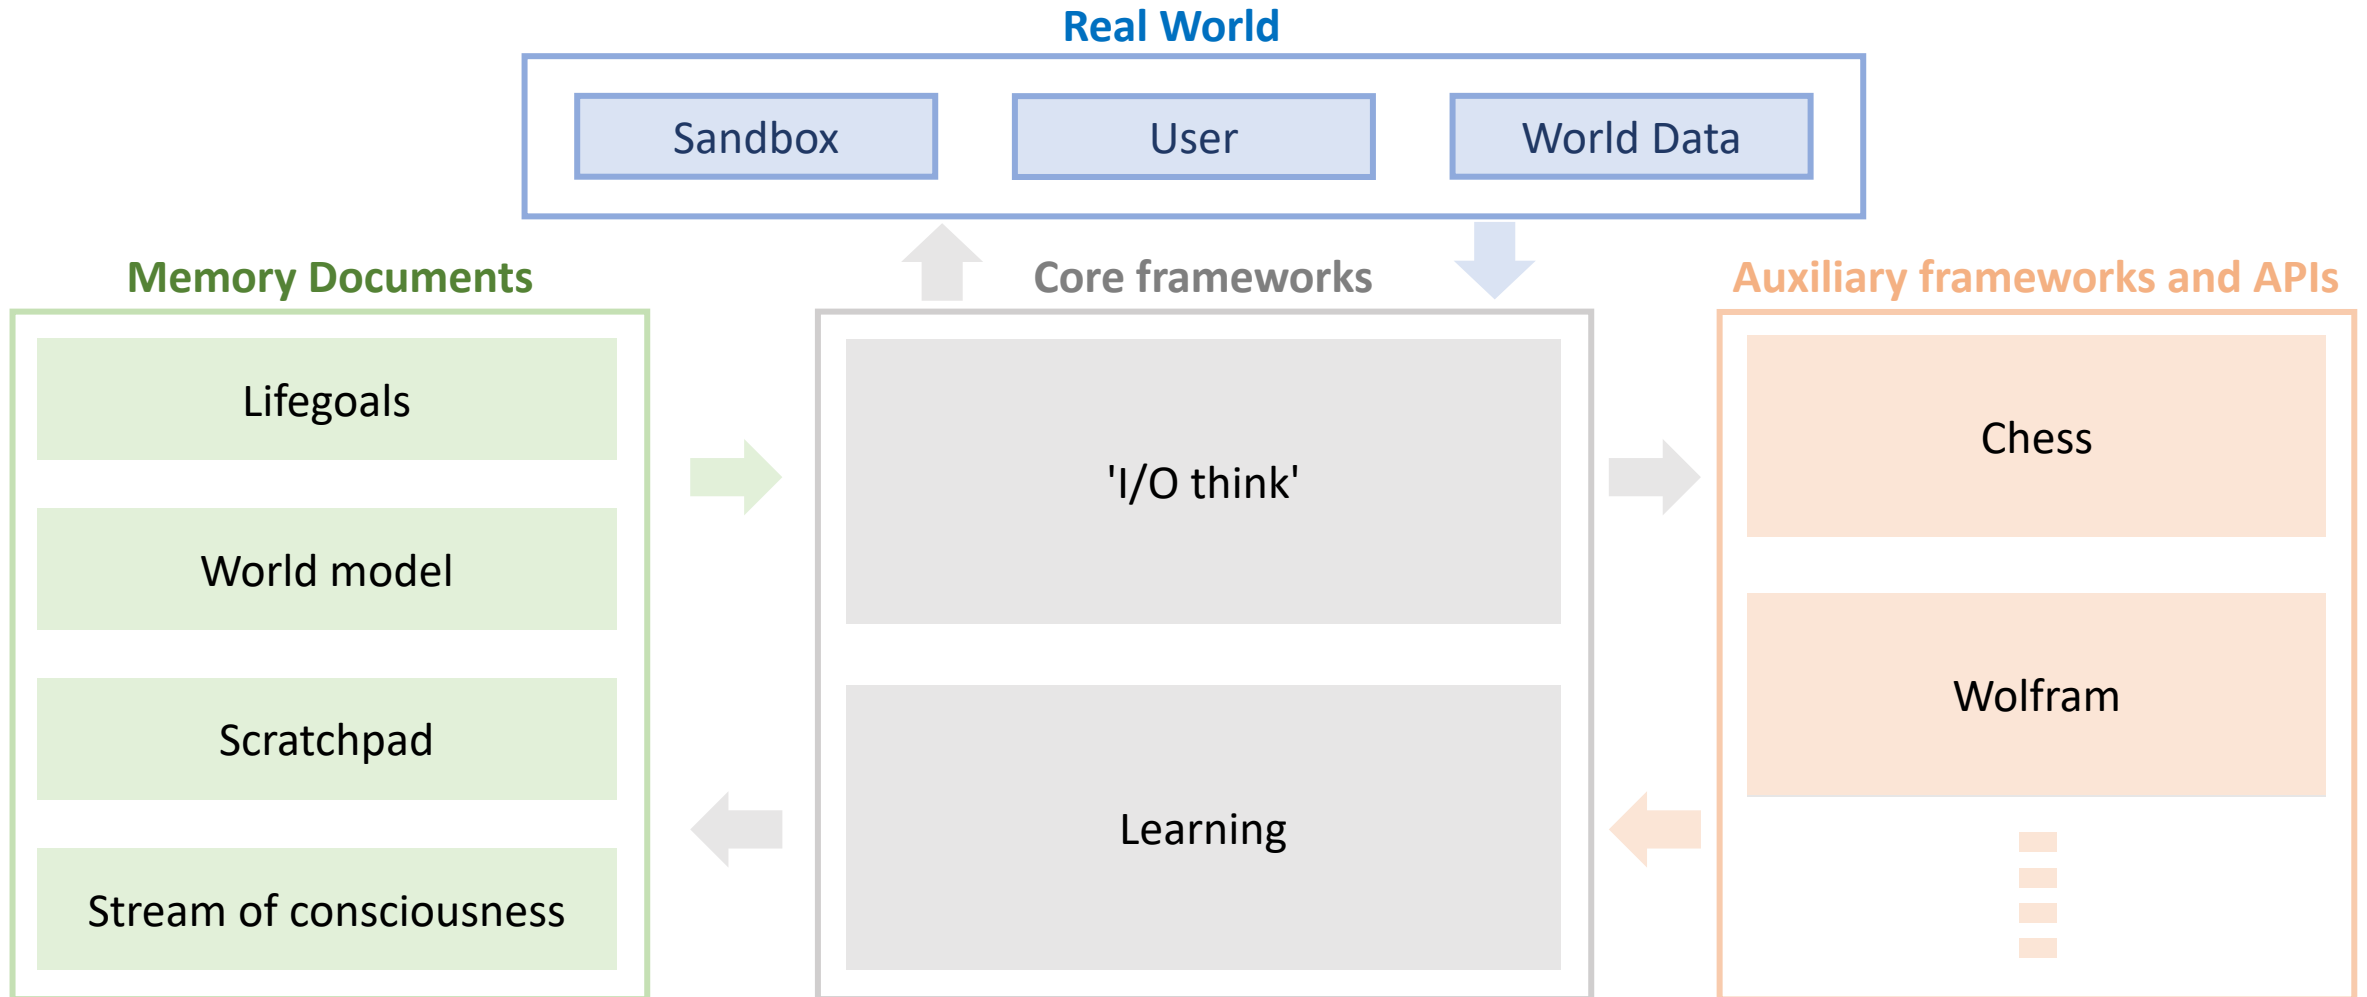 Real World
Sandbox
User
World Data
Memory Documents
Lifegoals
World model
Scratchpad
Stream of consciousness
Core frameworks
'I/O think'
Learning
Auxiliary frameworks and APIs
Chess
Wolfram